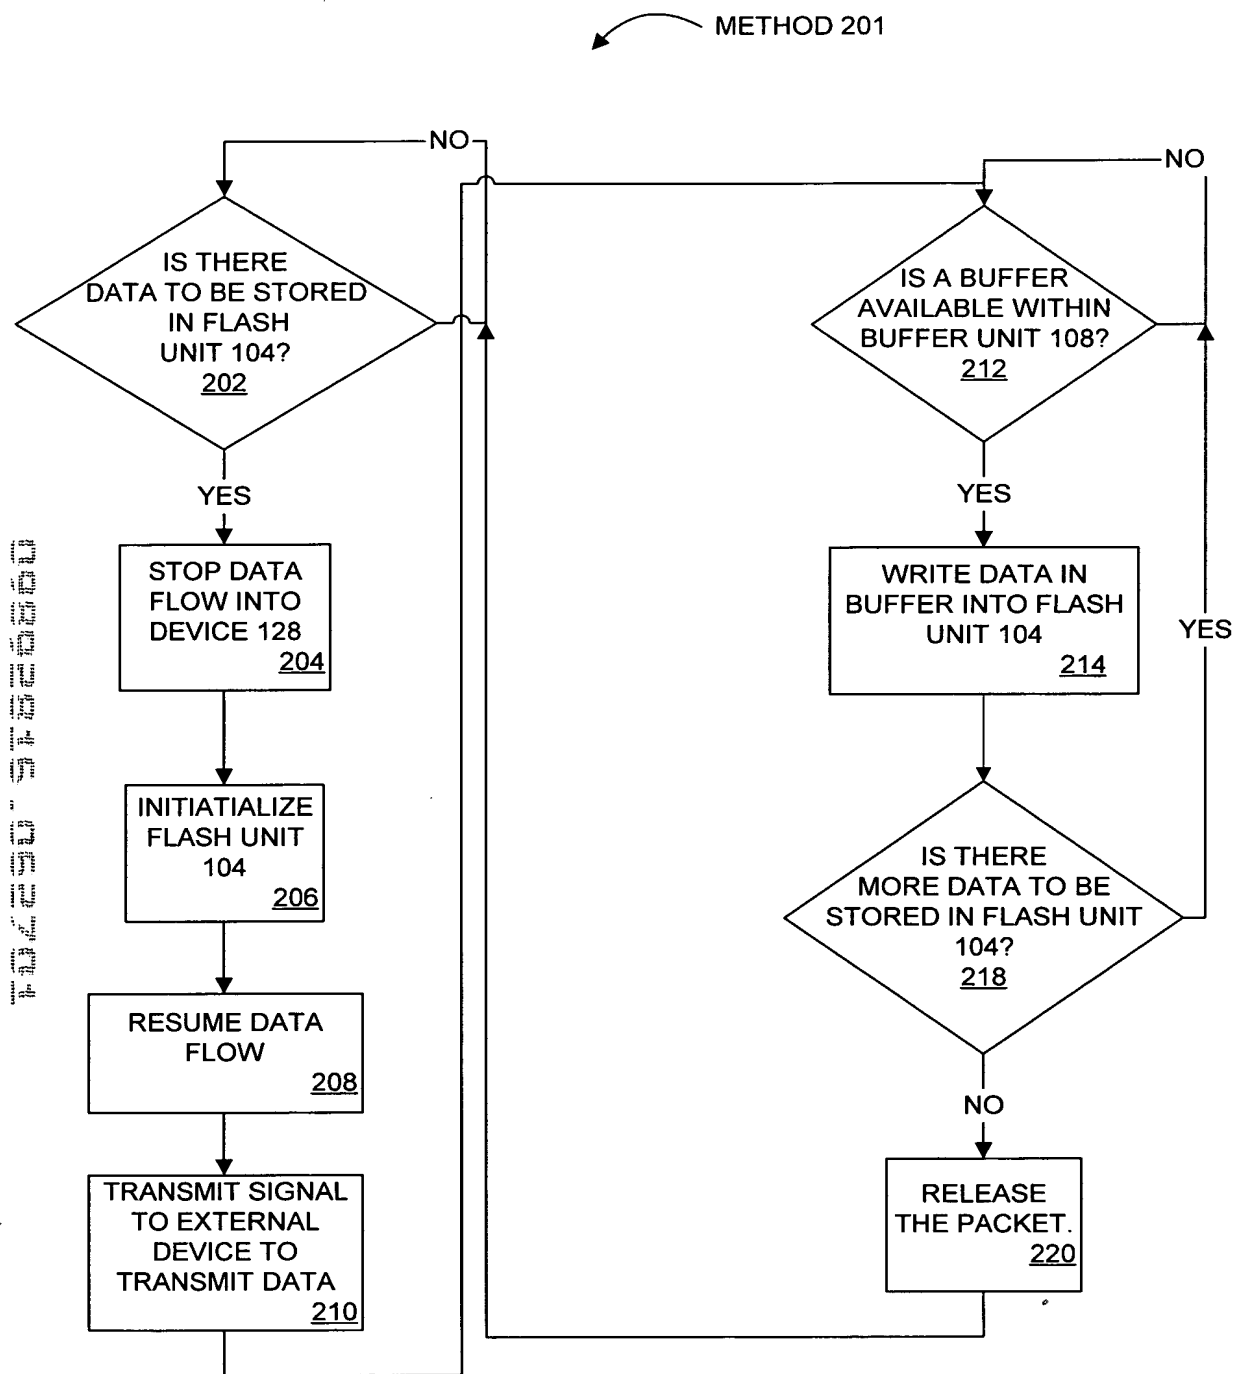 METHOD 201
NO
IS THERE
DATA TO BE STORED
IN FLASH
UNIT 104?
202
YES
STOP DATA
FLOW INTO
DEVICE 128
204
INITIATIALIZE
FLASH UNIT
104
206
RESUME DATA
FLOW
208
TRANSMIT SIGNAL
TO EXTERNAL
DEVICE TO
TRANSMIT DATA
210
NO
IS A BUFFER
AVAILABLE WITHIN
BUFFER UNIT 108?
212
YES
WRITE DATA IN
BUFFER INTO FLASH
UNIT 104
214
YES
IS THERE
MORE DATA TO BE
STORED IN FLASH UNIT
104?
218
NO
RELEASE
THE PACKET.
220